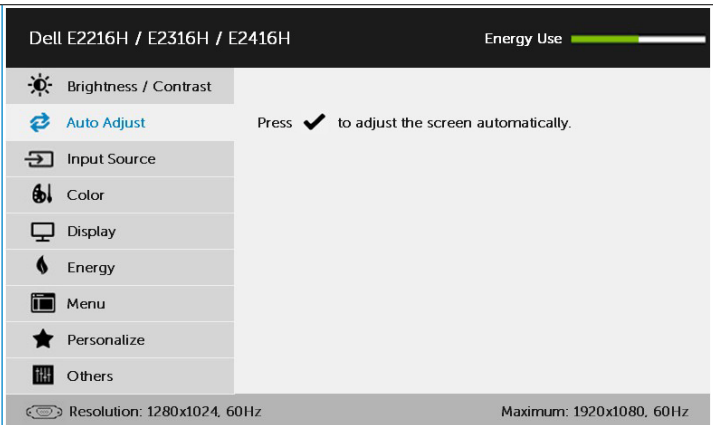 Dell E2216H / E2316H / E2416H Energy Use
Brightness / Contrast
Auto Adjust
Press to adjust the screen automatically.
Input Source
Color
Display
Energy
Menu
Personalize
Others
Resolution: 1280x1024, 60Hz Maximum: 1920x1080, 60Hz